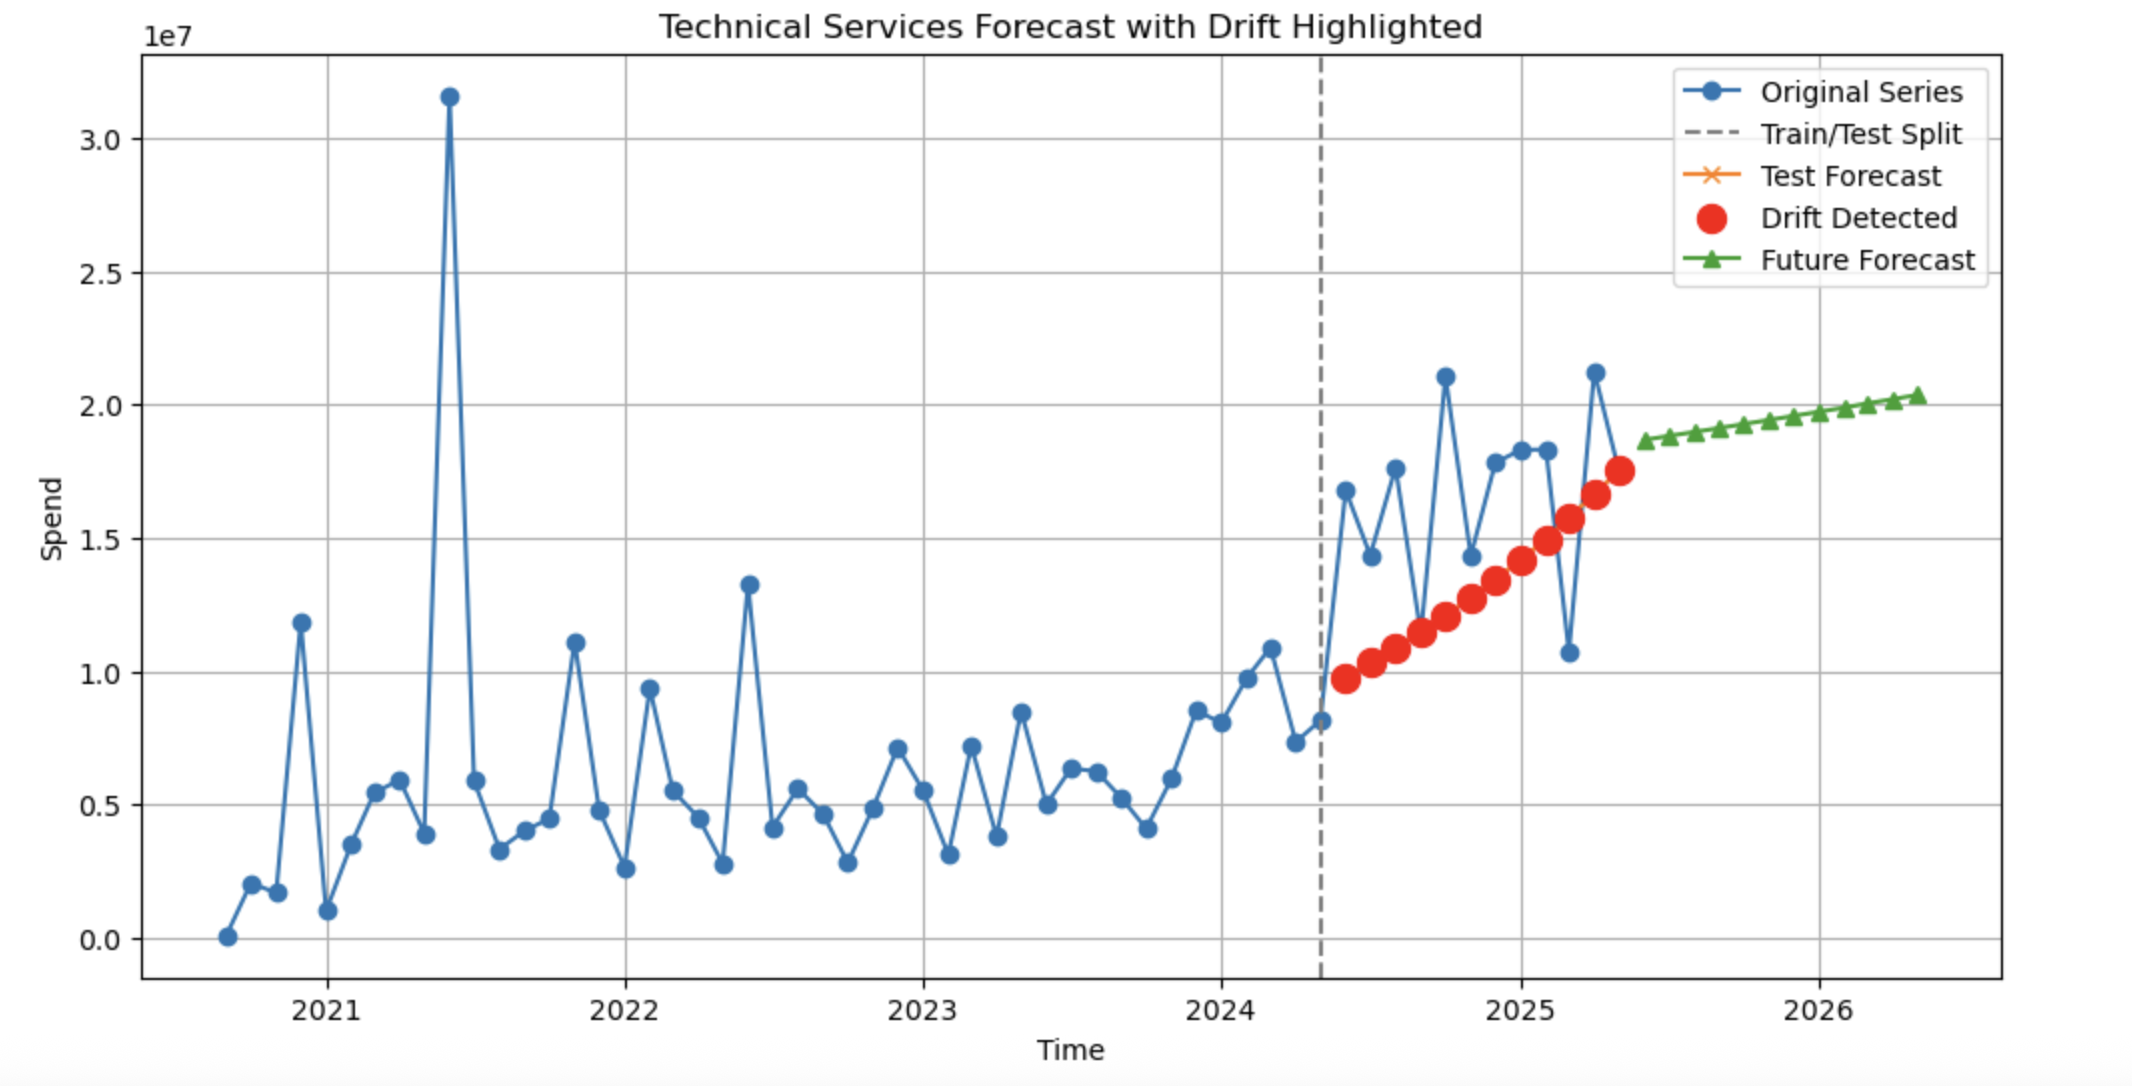 Technical Services Forecast with Drift Highlighted
1e7
Original Series
Train/Test Split
Test Forecast
Drift Detected
Future Forecast
3.0
2.5
2.0
1.5
1.0
0.5
0.0
Spend
2021 2022 2023 2024 2025 2026
Time